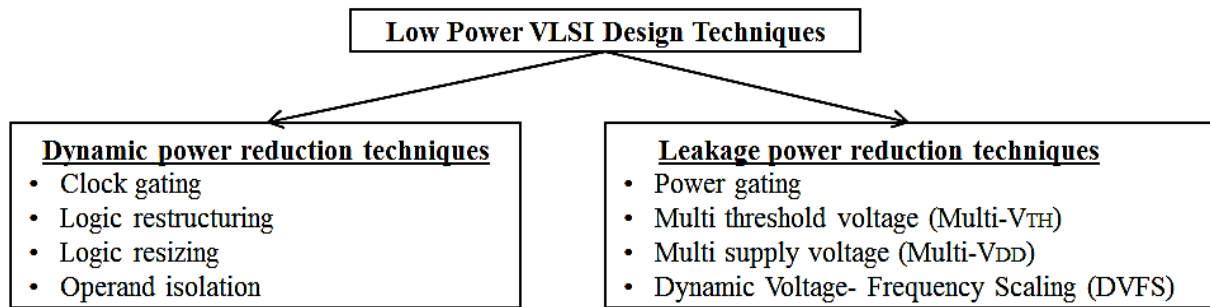 Low Power VLSI Design Techniques
Dynamic power reduction techniques
• Clock gating
• Logic restructuring
• Logic resizing
• Operand isolation
Leakage power reduction techniques
• Power gating
• Multi threshold voltage (Multi-VTH)
• Multi supply voltage (Multi-VDD)
• Dynamic Voltage- Frequency Scaling (DVFS)